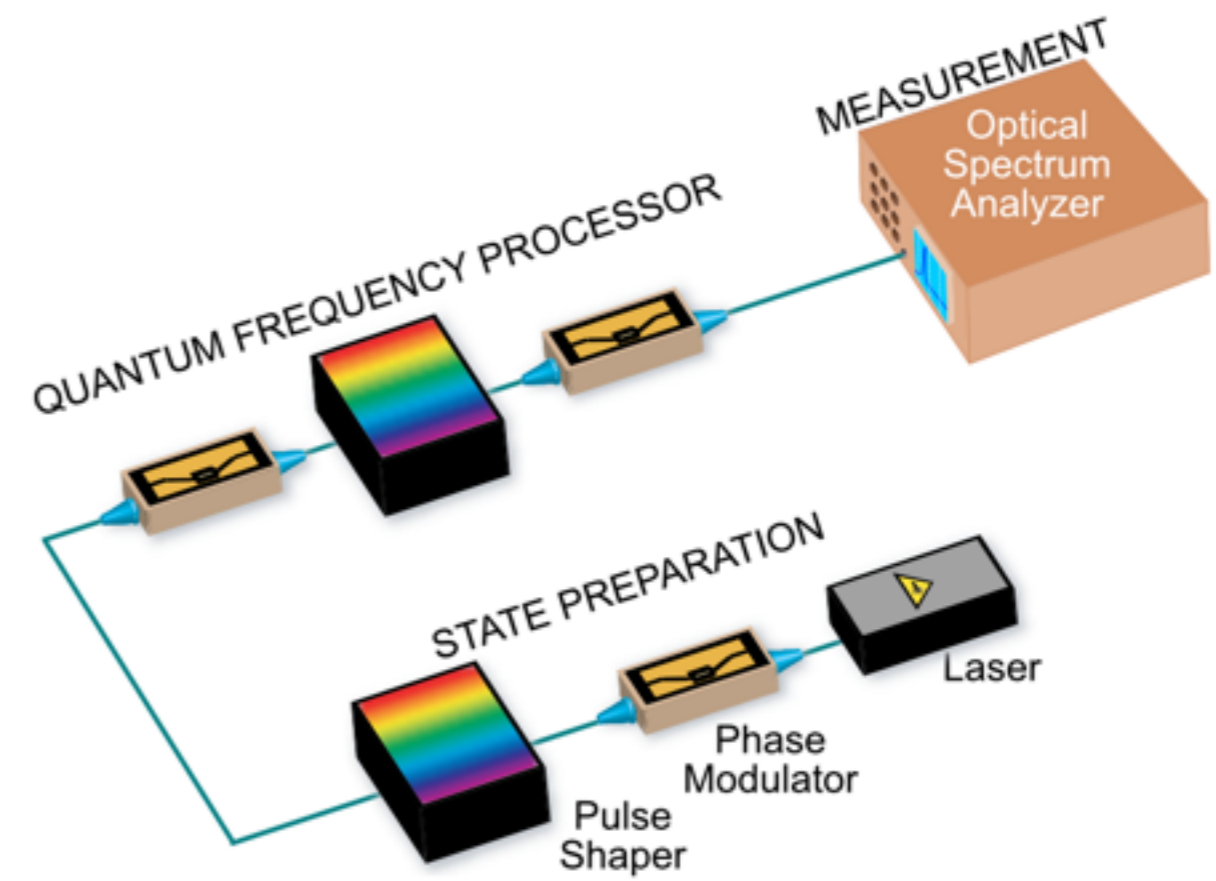 MEASUREMENT
Optical
Spectrum
Analyzer
QUANTUM FREQUENCY PROCESSOR
STATE PREPARATION
Laser
Phase
Modulator
Pulse
Shaper